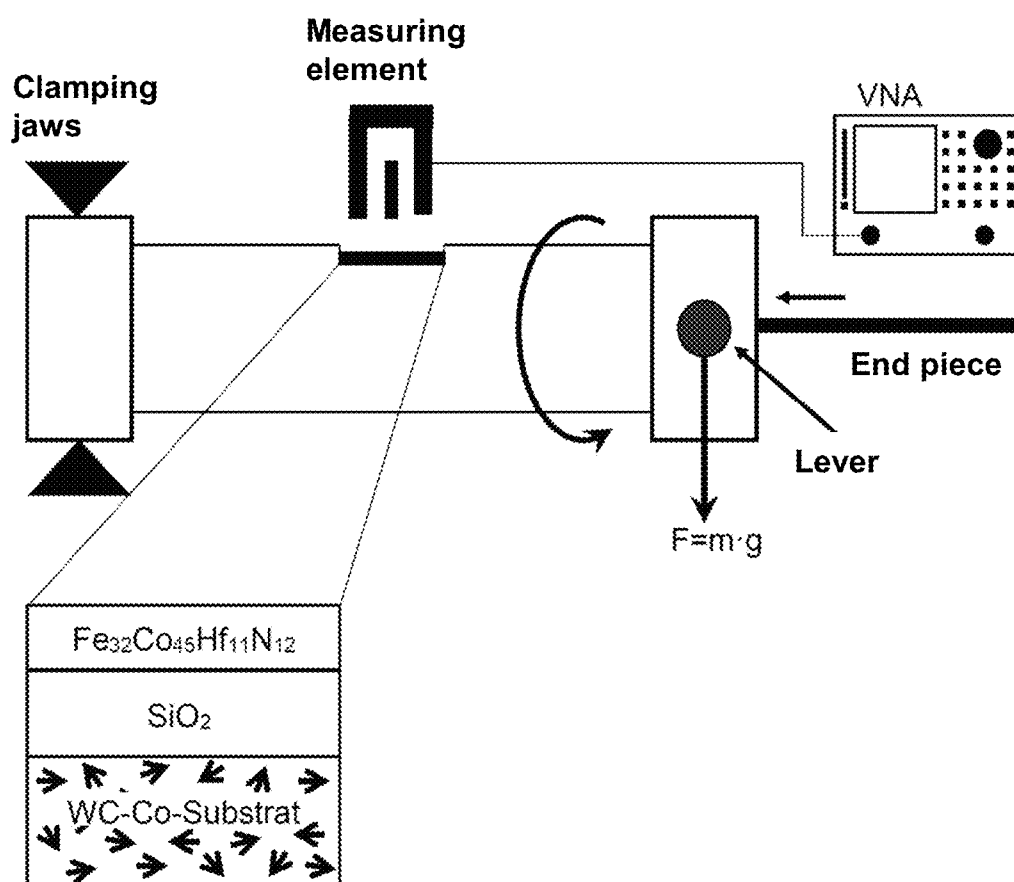 Measuring
element
Clamping
jaws
VNA
End piece
Lever
F=m·g
Fe₃₂Co₄₅Hf₁₁N₁₂
SiO₂
WC-Co-Substrat